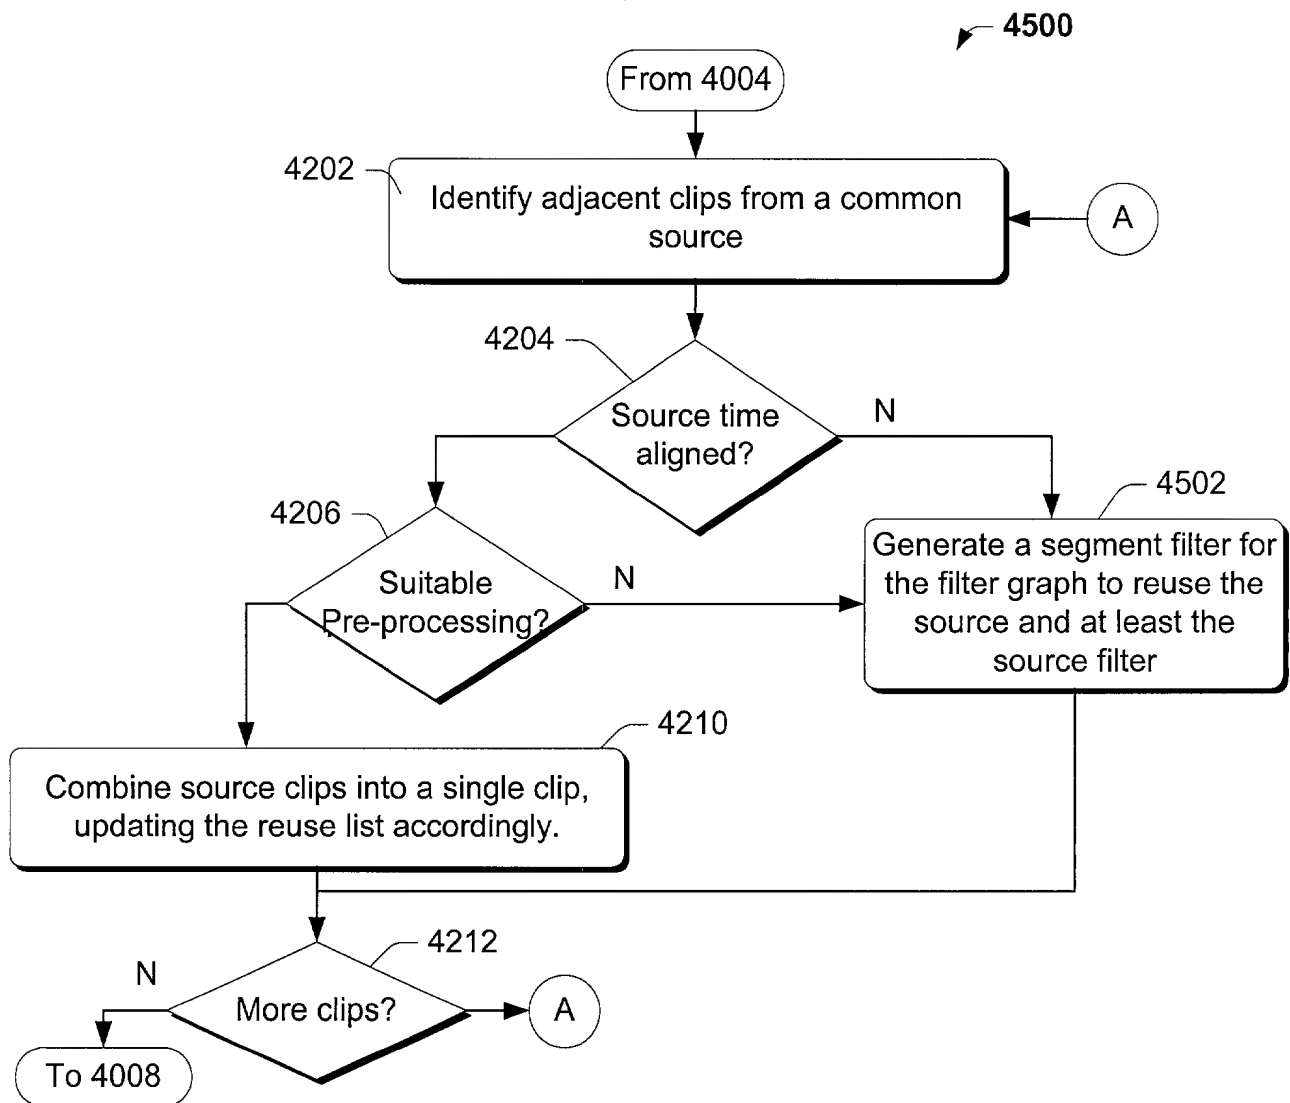 4500
From 4004
4202
Identify adjacent clips from a common
source
A
4204
Source time
aligned?
N
4206
Suitable
Pre-processing?
N
4502
Generate a segment filter for
the filter graph to reuse the
source and at least the
source filter
4210
Combine source clips into a single clip,
updating the reuse list accordingly.
4212
N
More clips?
A
To 4008